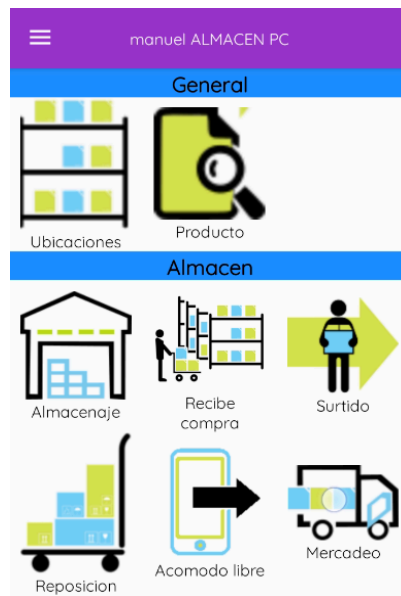 manuel ALMACEN PC
General
Ubicaciones
Producto
Almacen
Almacenaje
Recibe
compra
Surtido
Reposicion
Acomodo libre
Mercadeo